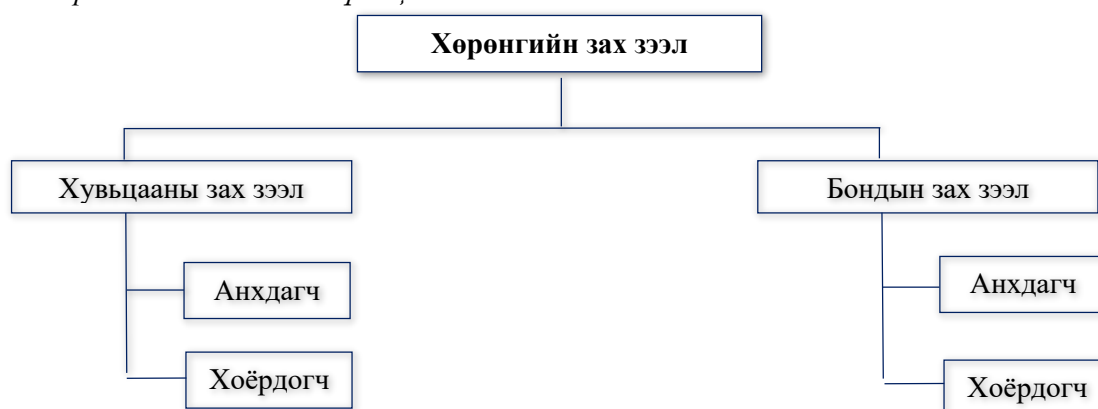 Хөрөнгийн зах зээл
Хувьцааны зах зээл
Бондын зах зээл
Анхдагч
Анхдагч
Хоёрдогч
Хоёрдогч